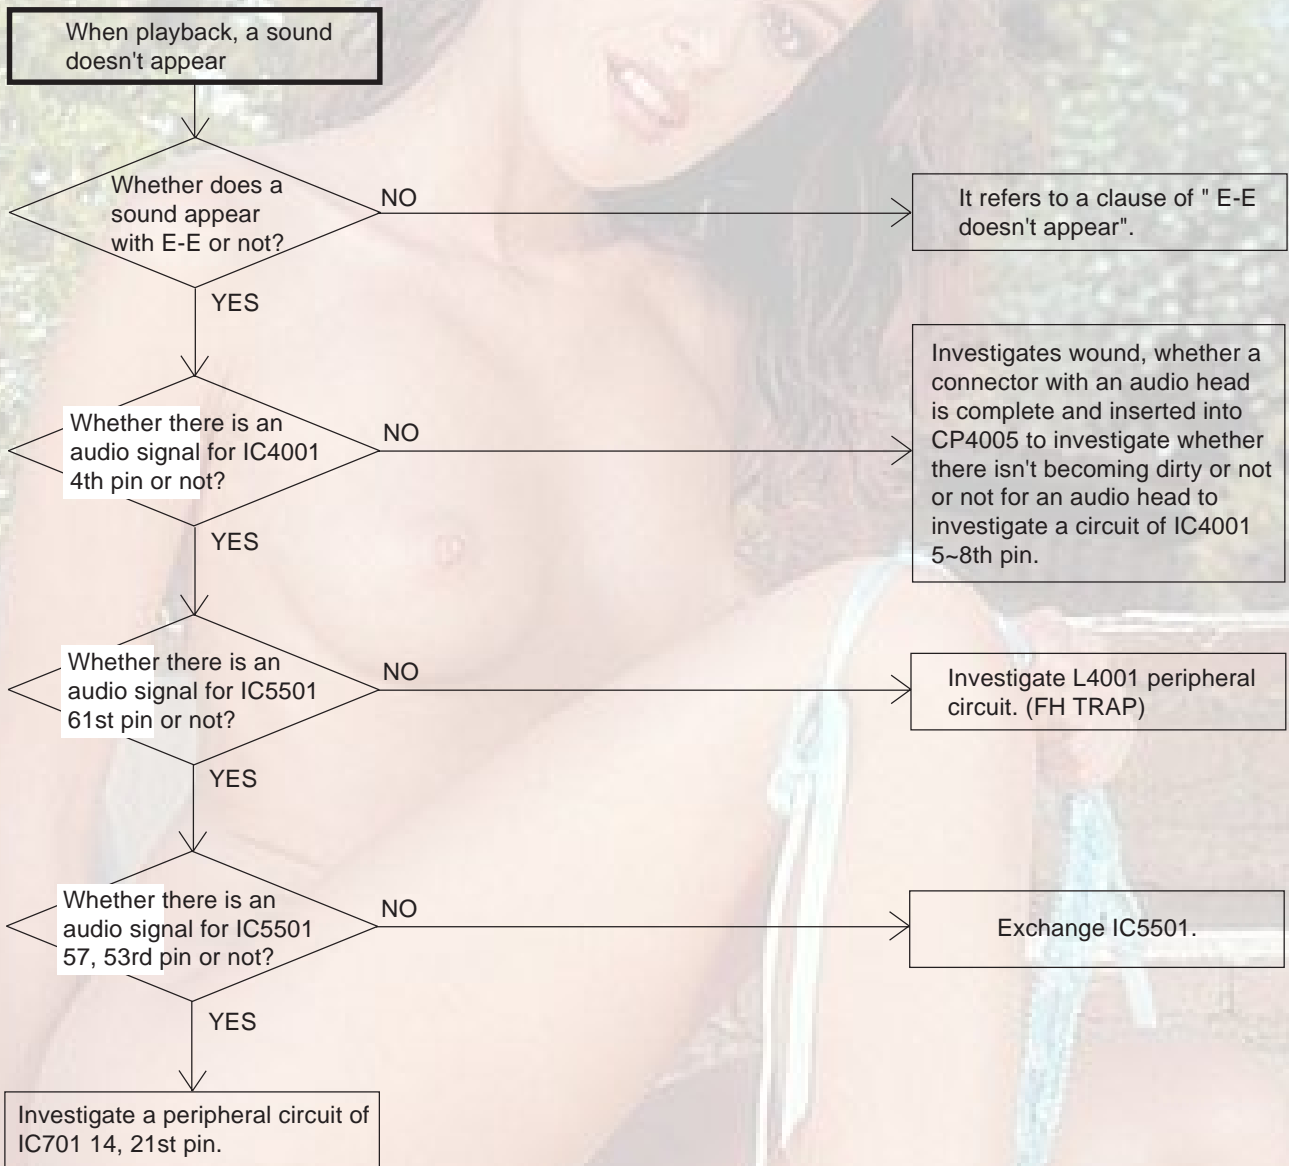 When playback, a sound
doesn't appear
Whether does a
sound appear
with E-E or not?
NO
It refers to a clause of " E-E
doesn't appear".
YES
Whether there is an
audio signal for IC4001
4th pin or not?
NO
Investigates wound, whether a
connector with an audio head
is complete and inserted into
CP4005 to investigate whether
there isn't becoming dirty or not
or not for an audio head to
investigate a circuit of IC4001
5~8th pin.
YES
Whether there is an
audio signal for IC5501
61st pin or not?
NO
Investigate L4001 peripheral
circuit. (FH TRAP)
YES
Whether there is an
audio signal for IC5501
57, 53rd pin or not?
NO
Exchange IC5501.
YES
Investigate a peripheral circuit of
IC701 14, 21st pin.